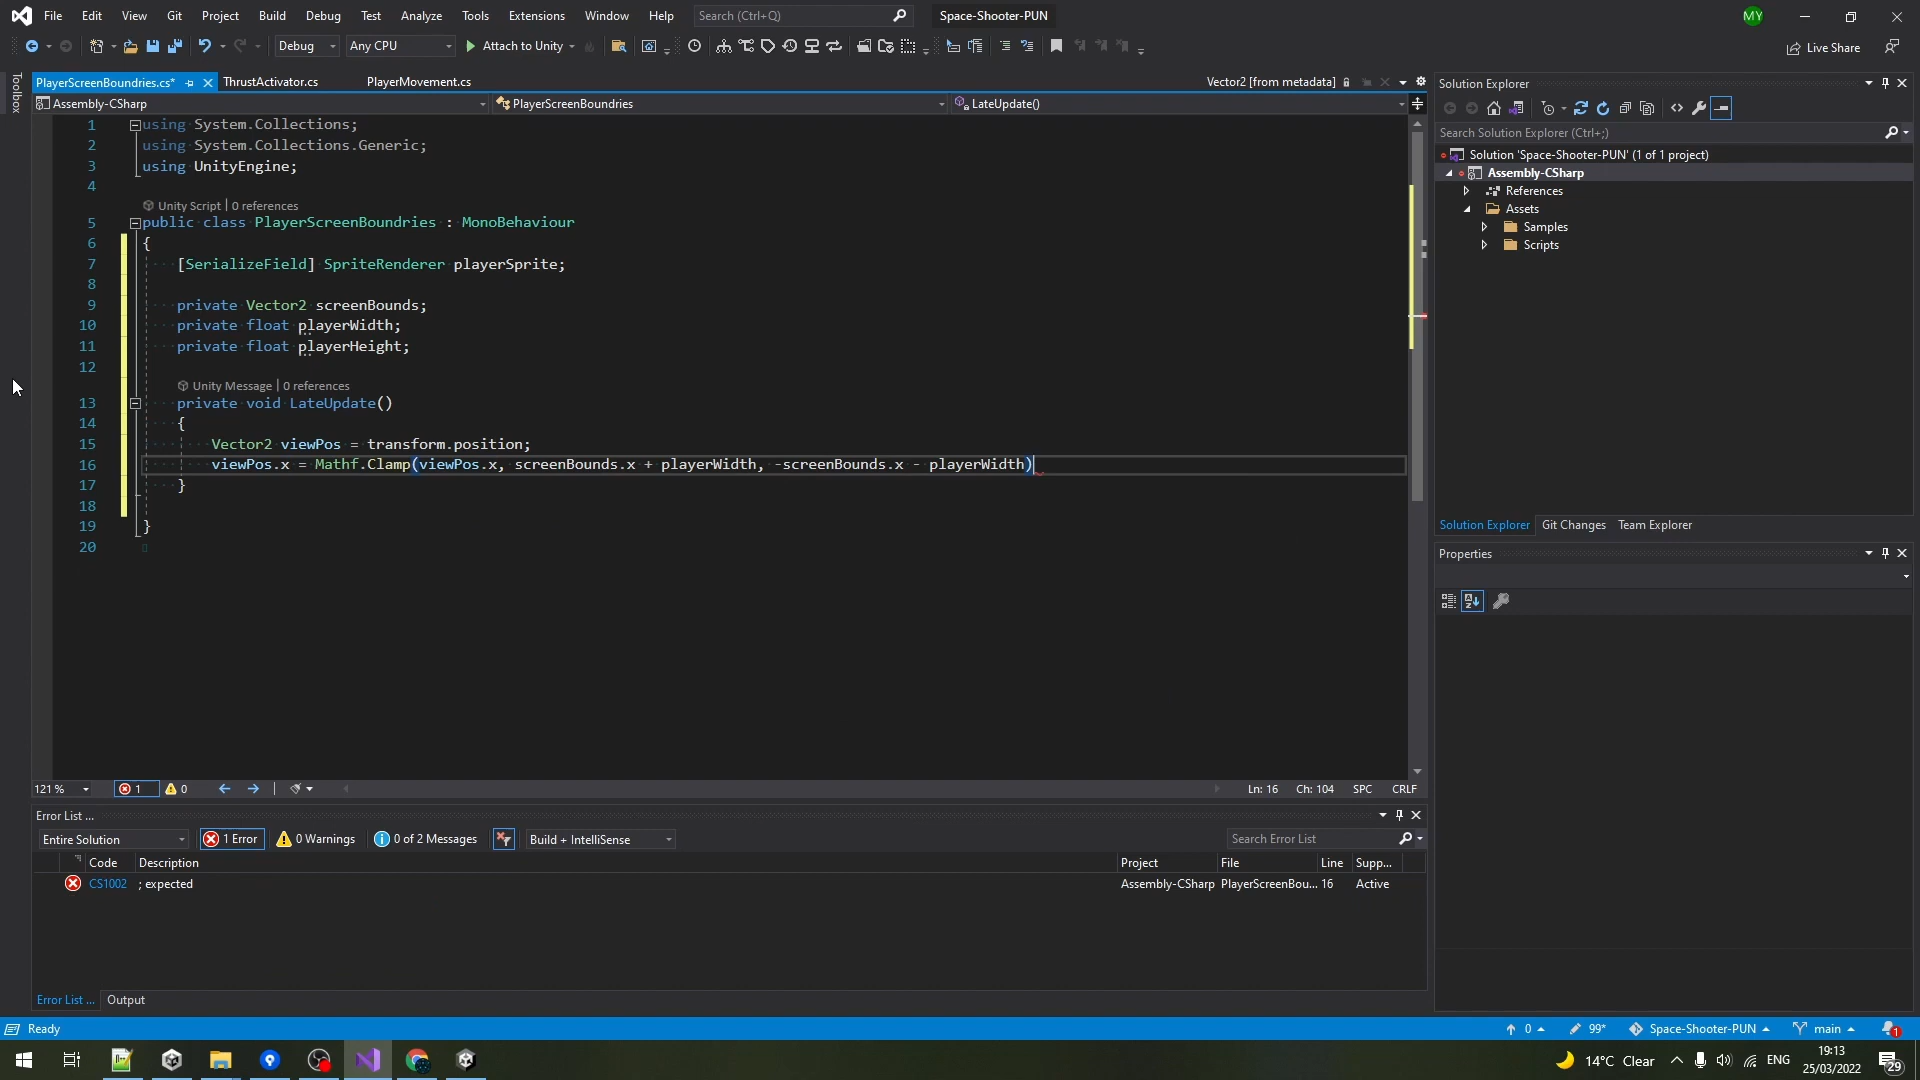 File Edit View Git Project Build Debug Test Analyze Tools Extensions Window Help Search (Ctrl+Q) Space-Shooter-PUN MY
Debug Any CPU Attach to Unity Live Share
Toolbox
PlayerScreenBoundries.cs* ThrustActivator.cs PlayerMovement.cs Vector2 [from metadata]
Assembly-CSharp PlayerScreenBoundries LateUpdate()
1 using System.Collections;
2 using System.Collections.Generic;
3 using UnityEngine;
4
Unity Script | 0 references
5 public class PlayerScreenBoundries : MonoBehaviour
6 {
7 [SerializeField] SpriteRenderer playerSprite;
8
9 private Vector2 screenBounds;
10 private float playerWidth;
11 private float playerHeight;
12
Unity Message | 0 references
13 private void LateUpdate()
14 {
15 Vector2 viewPos = transform.position;
16 viewPos.x = Mathf.Clamp(viewPos.x, screenBounds.x + playerWidth, -screenBounds.x - playerWidth)
17 }
18
19 }
20
121 % 1 0 Ln: 16 Ch: 104 SPC CRLF
Error List ...
Entire Solution 1 Error 0 Warnings 0 of 2 Messages Build + IntelliSense Search Error List
Code Description Project File Line Supp...
CS1002 ; expected Assembly-CSharp PlayerScreenBou... 16 Active
Error List ... Output
Solution Explorer
Search Solution Explorer (Ctrl+;)
Solution 'Space-Shooter-PUN' (1 of 1 project)
Assembly-CSharp
References
Assets
Samples
Scripts
Solution Explorer Git Changes Team Explorer
Properties
Ready 0 99* Space-Shooter-PUN main 1
14°C Clear ENG 19:13
25/03/2022 29